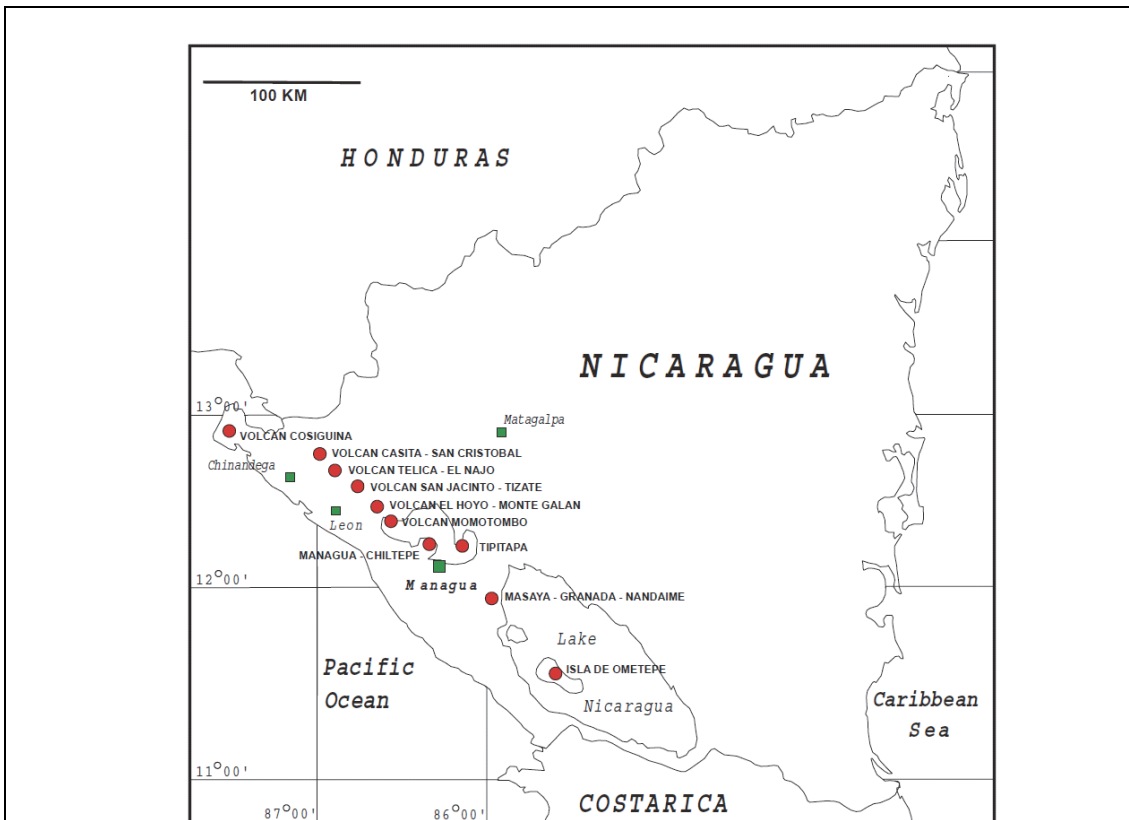 100 KM
HONDURAS
NICARAGUA
13°00'
Matagalpa
VOLCAN COSIGUINA
VOLCAN CASITA - SAN CRISTOBAL
Chinandega
VOLCAN TELICA - EL NAJO
VOLCAN SAN JACINTO - TIZATE
VOLCAN EL HOYO - MONTE GALAN
Leon
VOLCAN MOMOTOMBO
MANAGUA - CHILTEPE
TIPITAPA
12°00'
Managua
MASAYA - GRANADA - NANDAIME
Lake
Pacific
Ocean
ISLA DE OMETEPE
Nicaragua
Caribbean
Sea
11°00'
COSTARICA
87°00'
86°00'